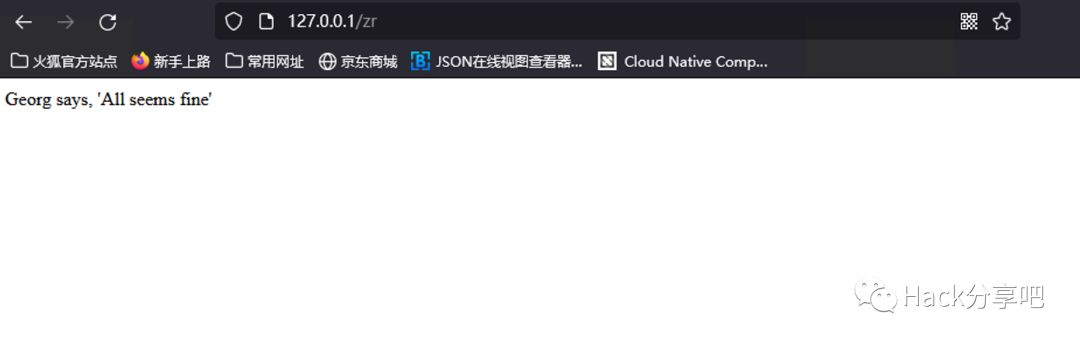 127.0.0.1/zr
火狐官方站点 新手上路 常用网址 京东商城 JSON在线视图查看器... Cloud Native Comp...
Georg says, 'All seems fine'
Hack分享吧